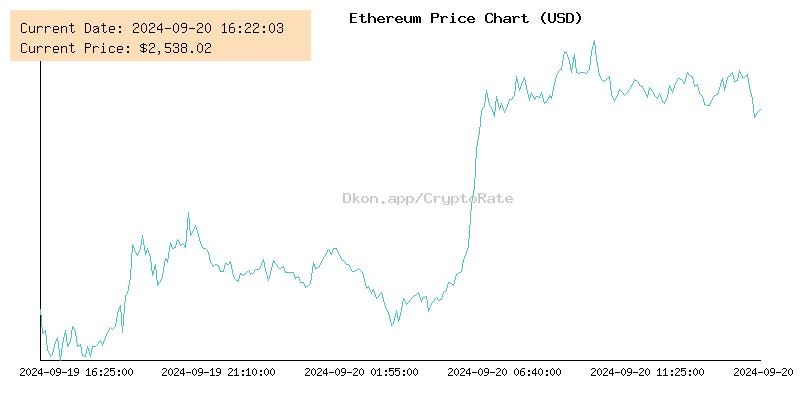 Ethereum Price Chart (USD)
Current Date: 2024-09-20 16:22:03
Current Price: $2,538.02
Dkon.app/CryptoRate
2024-09-19 16:25:00 2024-09-19 21:10:00 2024-09-20 01:55:00 2024-09-20 06:40:00 2024-09-20 11:25:00 2024-09-20